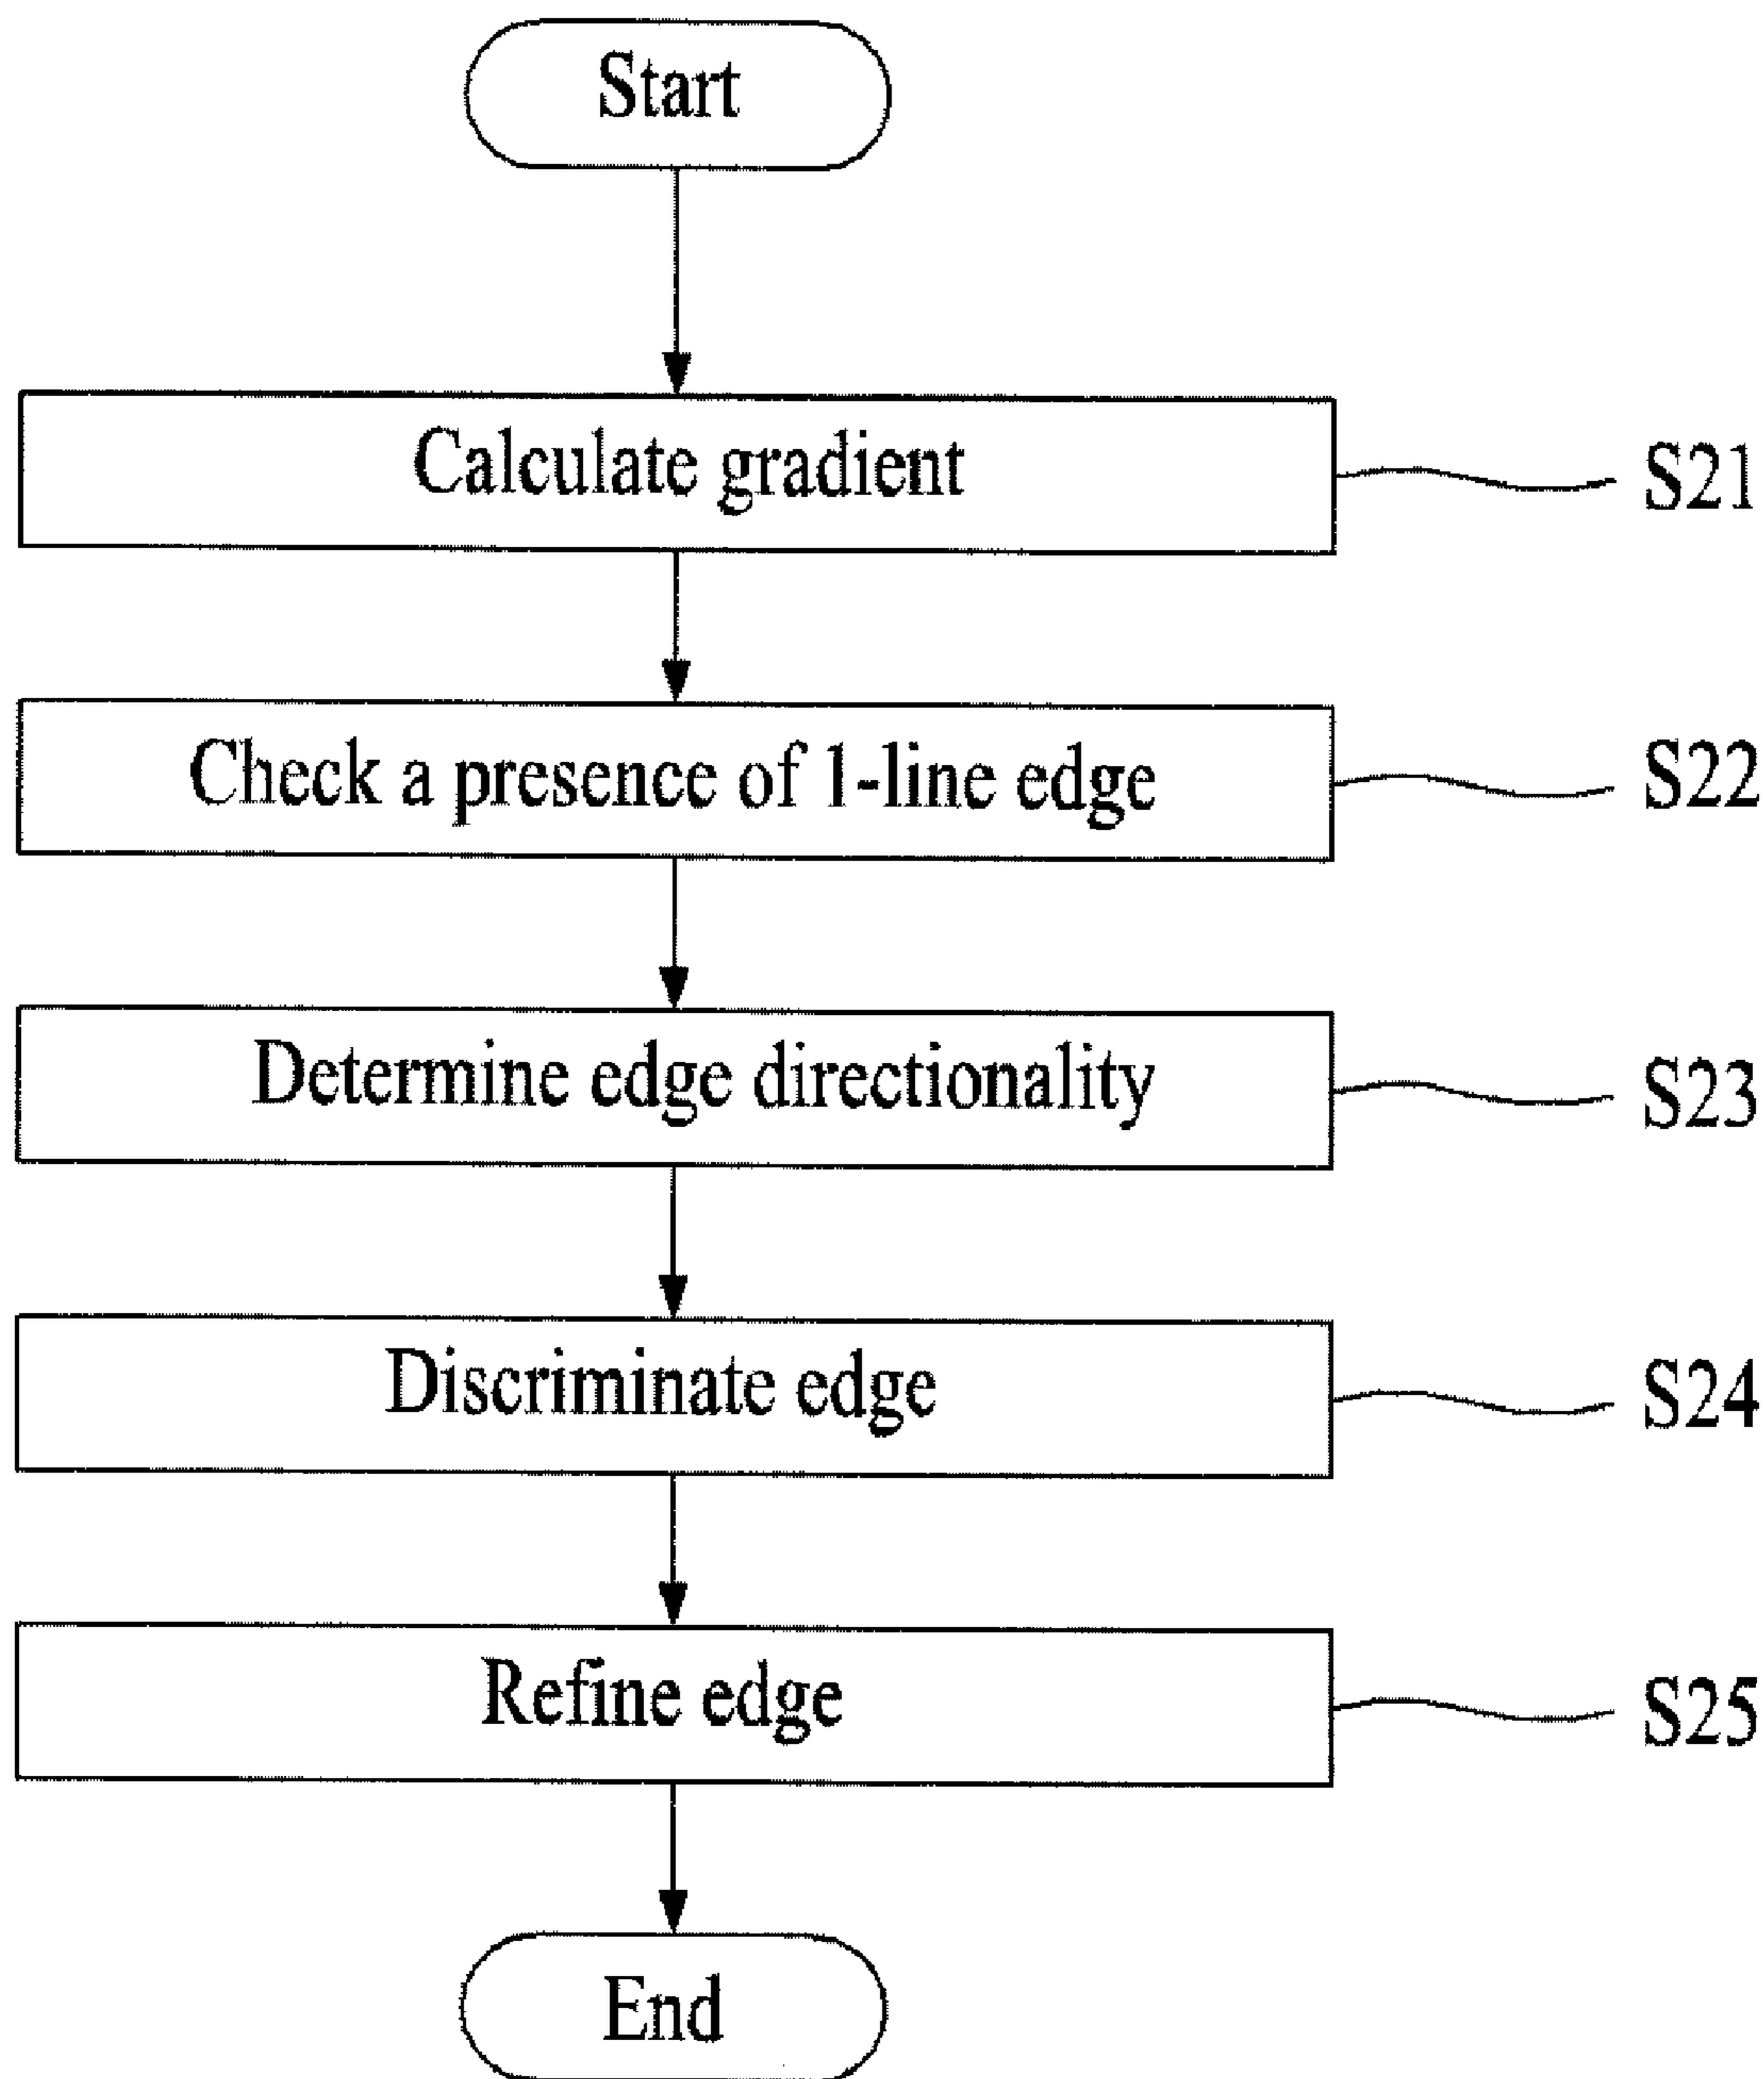 Start
Calculate gradient
S21
Check a presence of 1-line edge
S22
Determine edge directionality
S23
Discriminate edge
S24
Refine edge
S25
End